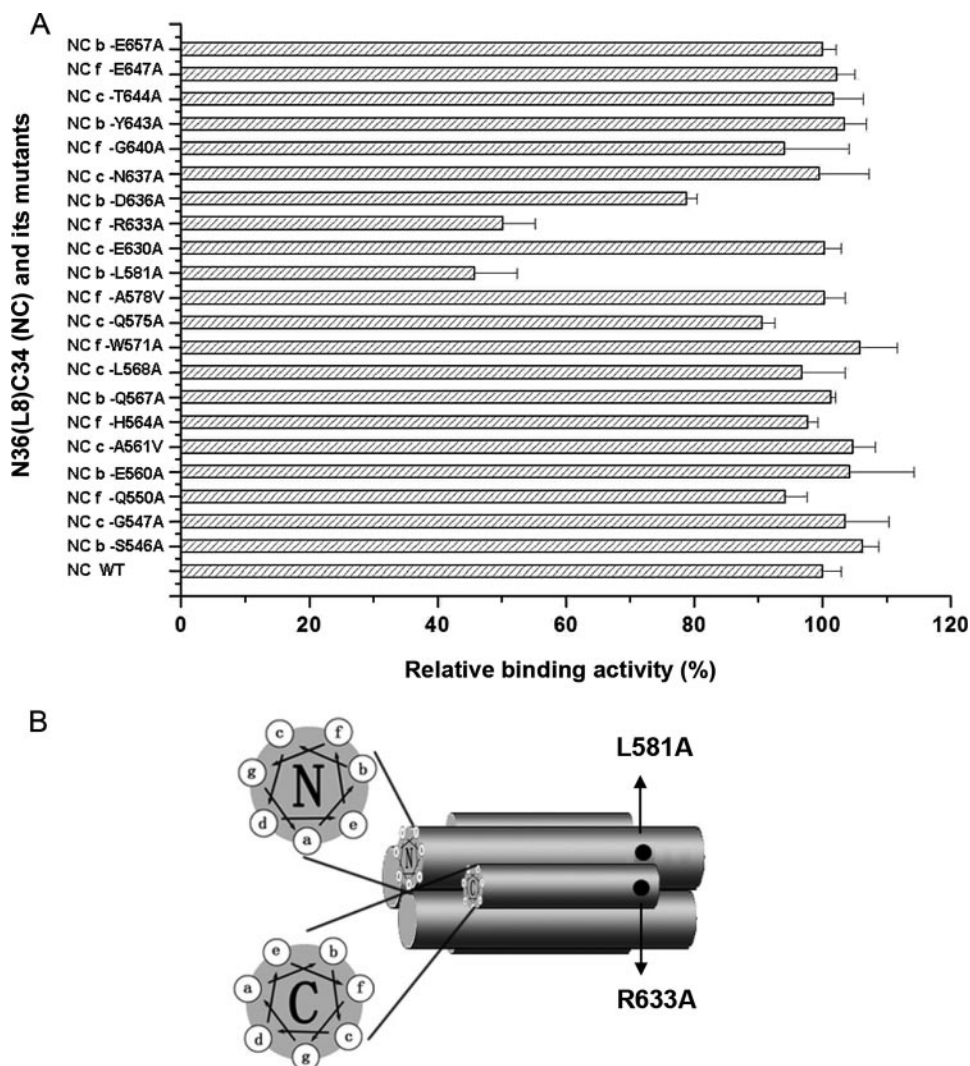 A
N36(L8)C34 (NC) and its mutants
NC b -E657A
NC f -E647A
NC c -T644A
NC b -Y643A
NC f -G640A
NC c -N637A
NC b -D636A
NC f -R633A
NC c -E630A
NC b -L581A
NC f -A578V
NC c -Q575A
NC f -W571A
NC c -L568A
NC b -Q567A
NC f -H564A
NC c -A561V
NC b -E560A
NC f -Q550A
NC c -G547A
NC b -S546A
NC WT
0 20 40 60 80 100 120
Relative binding activity (%)
B
c f
g N b
d e
a
L581A
N
C
R633A
e b
a C f
d c
g